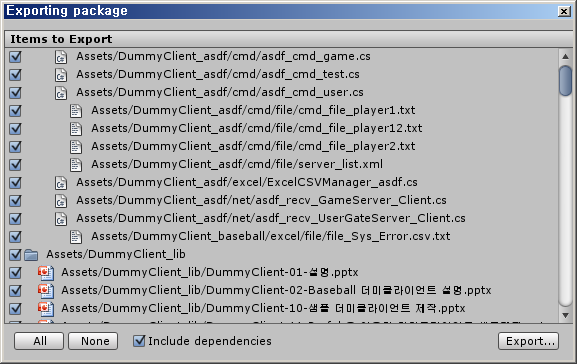 Exporting package
Items to Export
Assets/DummyClient_asdf/cmd/asdf_cmd_game.cs
Assets/DummyClient_asdf/cmd/asdf_cmd_test.cs
Assets/DummyClient_asdf/cmd/asdf_cmd_user.cs
Assets/DummyClient_asdf/cmd/file/cmd_file_player1.txt
Assets/DummyClient_asdf/cmd/file/cmd_file_player12.txt
Assets/DummyClient_asdf/cmd/file/cmd_file_player2.txt
Assets/DummyClient_asdf/cmd/file/server_list.xml
Assets/DummyClient_asdf/excel/ExcelCSVManager_asdf.cs
Assets/DummyClient_asdf/net/asdf_recv_GameServer_Client.cs
Assets/DummyClient_asdf/net/asdf_recv_UserGateServer_Client.cs
Assets/DummyClient_baseball/excel/file/file_Sys_Error.csv.txt
Assets/DummyClient_lib
Assets/DummyClient_lib/DummyClient-01-설명.pptx
Assets/DummyClient_lib/DummyClient-02-Baseball 더미클라이언트 설명.pptx
Assets/DummyClient_lib/DummyClient-10-샘플 더미클라이언트 제작.pptx
All None Include dependencies Export...